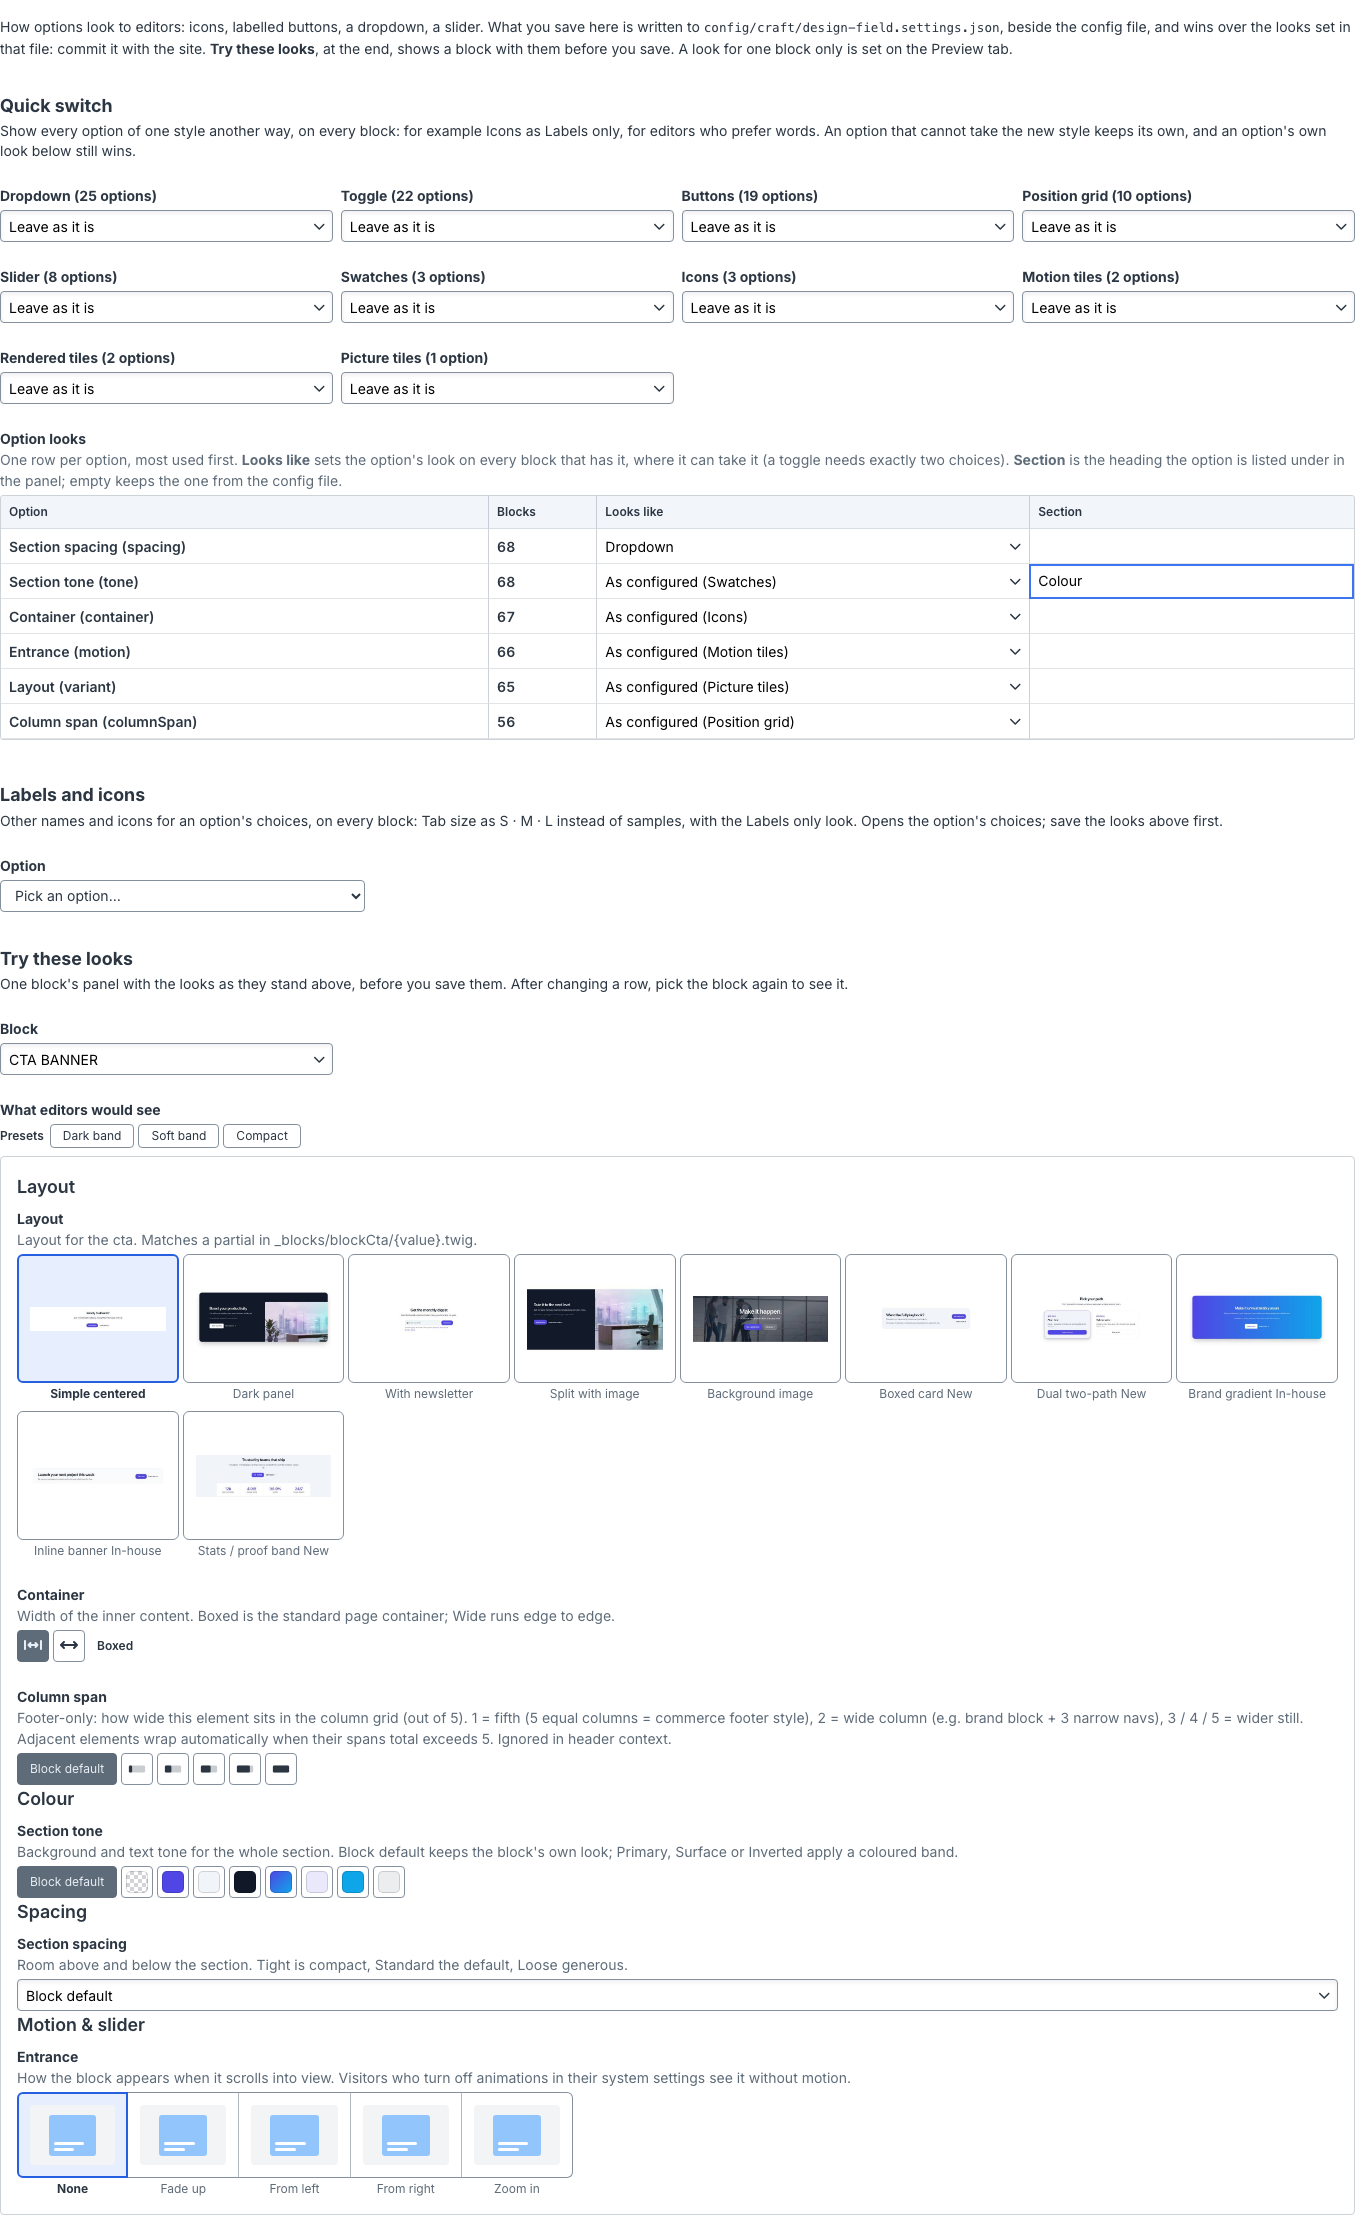 How options look to editors: icons, labelled buttons, a dropdown, a slider. What you save here is written to config/craft/design-field.settings.json, beside the config file, and wins over the looks set in
that file: commit it with the site. Try these looks, at the end, shows a block with them before you save. A look for one block only is set on the Preview tab.
Quick switch
Show every option of one style another way, on every block: for example Icons as Labels only, for editors who prefer words. An option that cannot take the new style keeps its own, and an option's own
look below still wins.
Dropdown (25 options) Toggle (22 options) Buttons (19 options) Position grid (10 options)
Leave as it is Leave as it is Leave as it is Leave as it is
Slider (8 options) Swatches (3 options) Icons (3 options) Motion tiles (2 options)
Leave as it is Leave as it is Leave as it is Leave as it is
Rendered tiles (2 options) Picture tiles (1 option)
Leave as it is Leave as it is
Option looks
One row per option, most used first. Looks like sets the option's look on every block that has it, where it can take it (a toggle needs exactly two choices). Section is the heading the option is listed under in
the panel; empty keeps the one from the config file.
Option Blocks Looks like Section
Section spacing (spacing) 68 Dropdown
Section tone (tone) 68 As configured (Swatches) Colour
Container (container) 67 As configured (Icons)
Entrance (motion) 66 As configured (Motion tiles)
Layout (variant) 65 As configured (Picture tiles)
Column span (columnSpan) 56 As configured (Position grid)
Labels and icons
Other names and icons for an option's choices, on every block: Tab size as S · M · L instead of samples, with the Labels only look. Opens the option's choices; save the looks above first.
Option
Pick an option...
Try these looks
One block's panel with the looks as they stand above, before you save them. After changing a row, pick the block again to see it.
Block
CTA BANNER
What editors would see
Presets Dark band Soft band Compact
Layout
Layout
Layout for the cta. Matches a partial in _blocks/blockCta/{value}.twig.
Boost your productivity
Get the monthly digest
Make it happen
Pick your path
Simple centered Dark panel With newsletter Split with image Background image Boxed card New Dual two-path New Brand gradient In-house
Launch your next project this week
Trusted by teams that ship
Inline banner In-house Stats / proof band New
Container
Width of the inner content. Boxed is the standard page container; Wide runs edge to edge.
Boxed
Column span
Footer-only: how wide this element sits in the column grid (out of 5). 1 = fifth (5 equal columns = commerce footer style), 2 = wide column (e.g. brand block + 3 narrow navs), 3 / 4 / 5 = wider still.
Adjacent elements wrap automatically when their spans total exceeds 5. Ignored in header context.
Block default
Colour
Section tone
Background and text tone for the whole section. Block default keeps the block's own look; Primary, Surface or Inverted apply a coloured band.
Block default
Spacing
Section spacing
Room above and below the section. Tight is compact, Standard the default, Loose generous.
Block default
Motion & slider
Entrance
How the block appears when it scrolls into view. Visitors who turn off animations in their system settings see it without motion.
None Fade up From left From right Zoom in